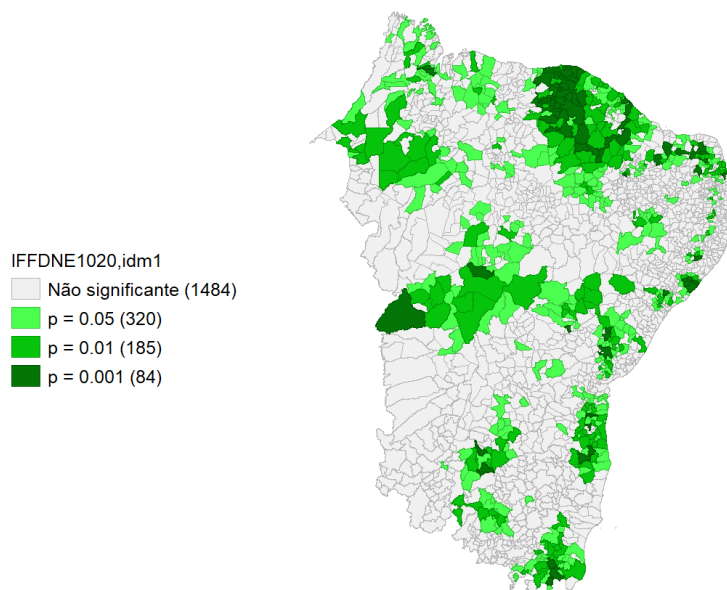 IFFDNE1020,idm1
Não significante (1484)
p = 0.05 (320)
p = 0.01 (185)
p = 0.001 (84)